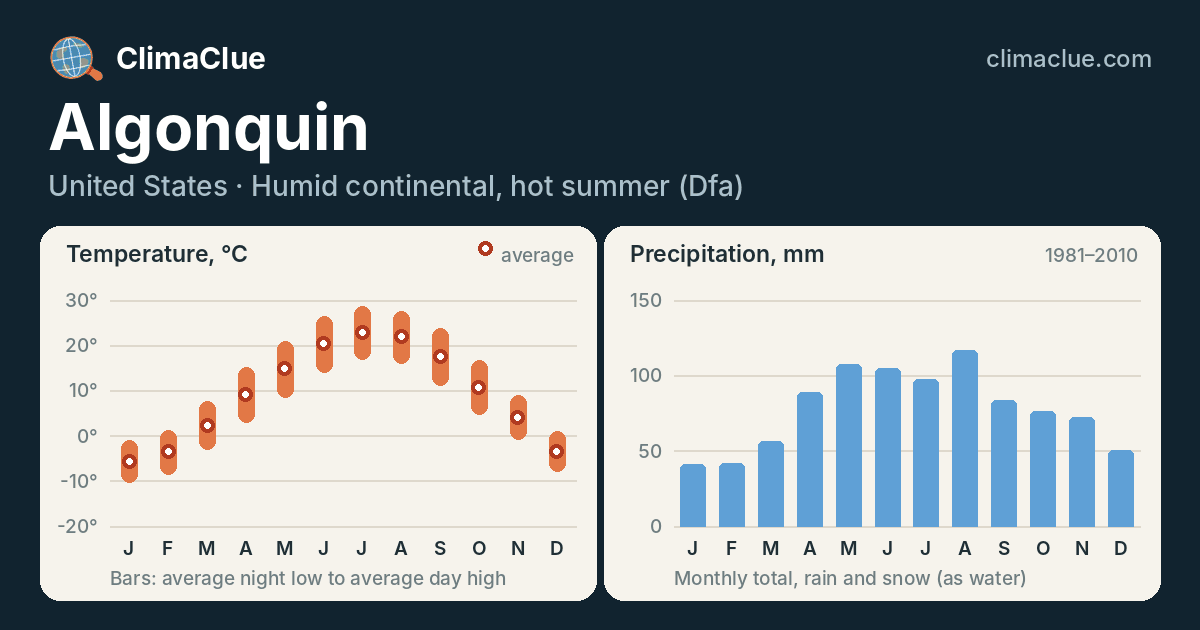 ClimaClue
climaclue.com
Algonquin
United States · Humid continental, hot summer (Dfa)
Temperature, °C
average
30°
20°
10°
0°
-10°
-20°
J F M A M J J A S O N D
Bars: average night low to average day high
Precipitation, mm
1981–2010
150
100
50
0
J F M A M J J A S O N D
Monthly total, rain and snow (as water)